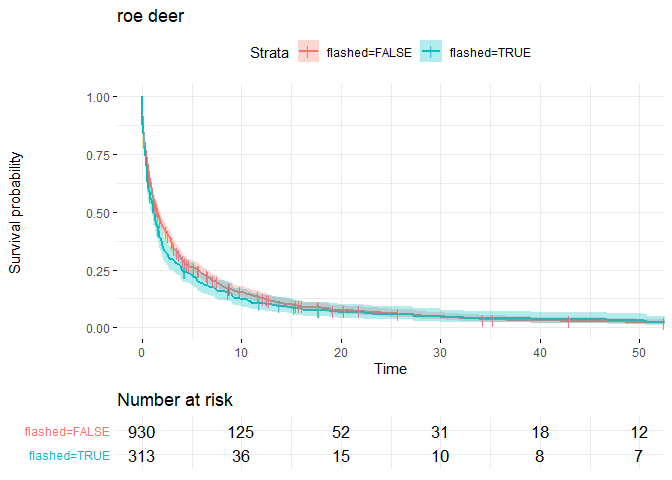 roe deer
Strata flashed=FALSE flashed=TRUE
Survival probability
1.00
0.75
0.50
0.25
0.00
0 10 20 30 40 50
Time
Number at risk
flashed=FALSE 930 125 52 31 18 12
flashed=TRUE 313 36 15 10 8 7